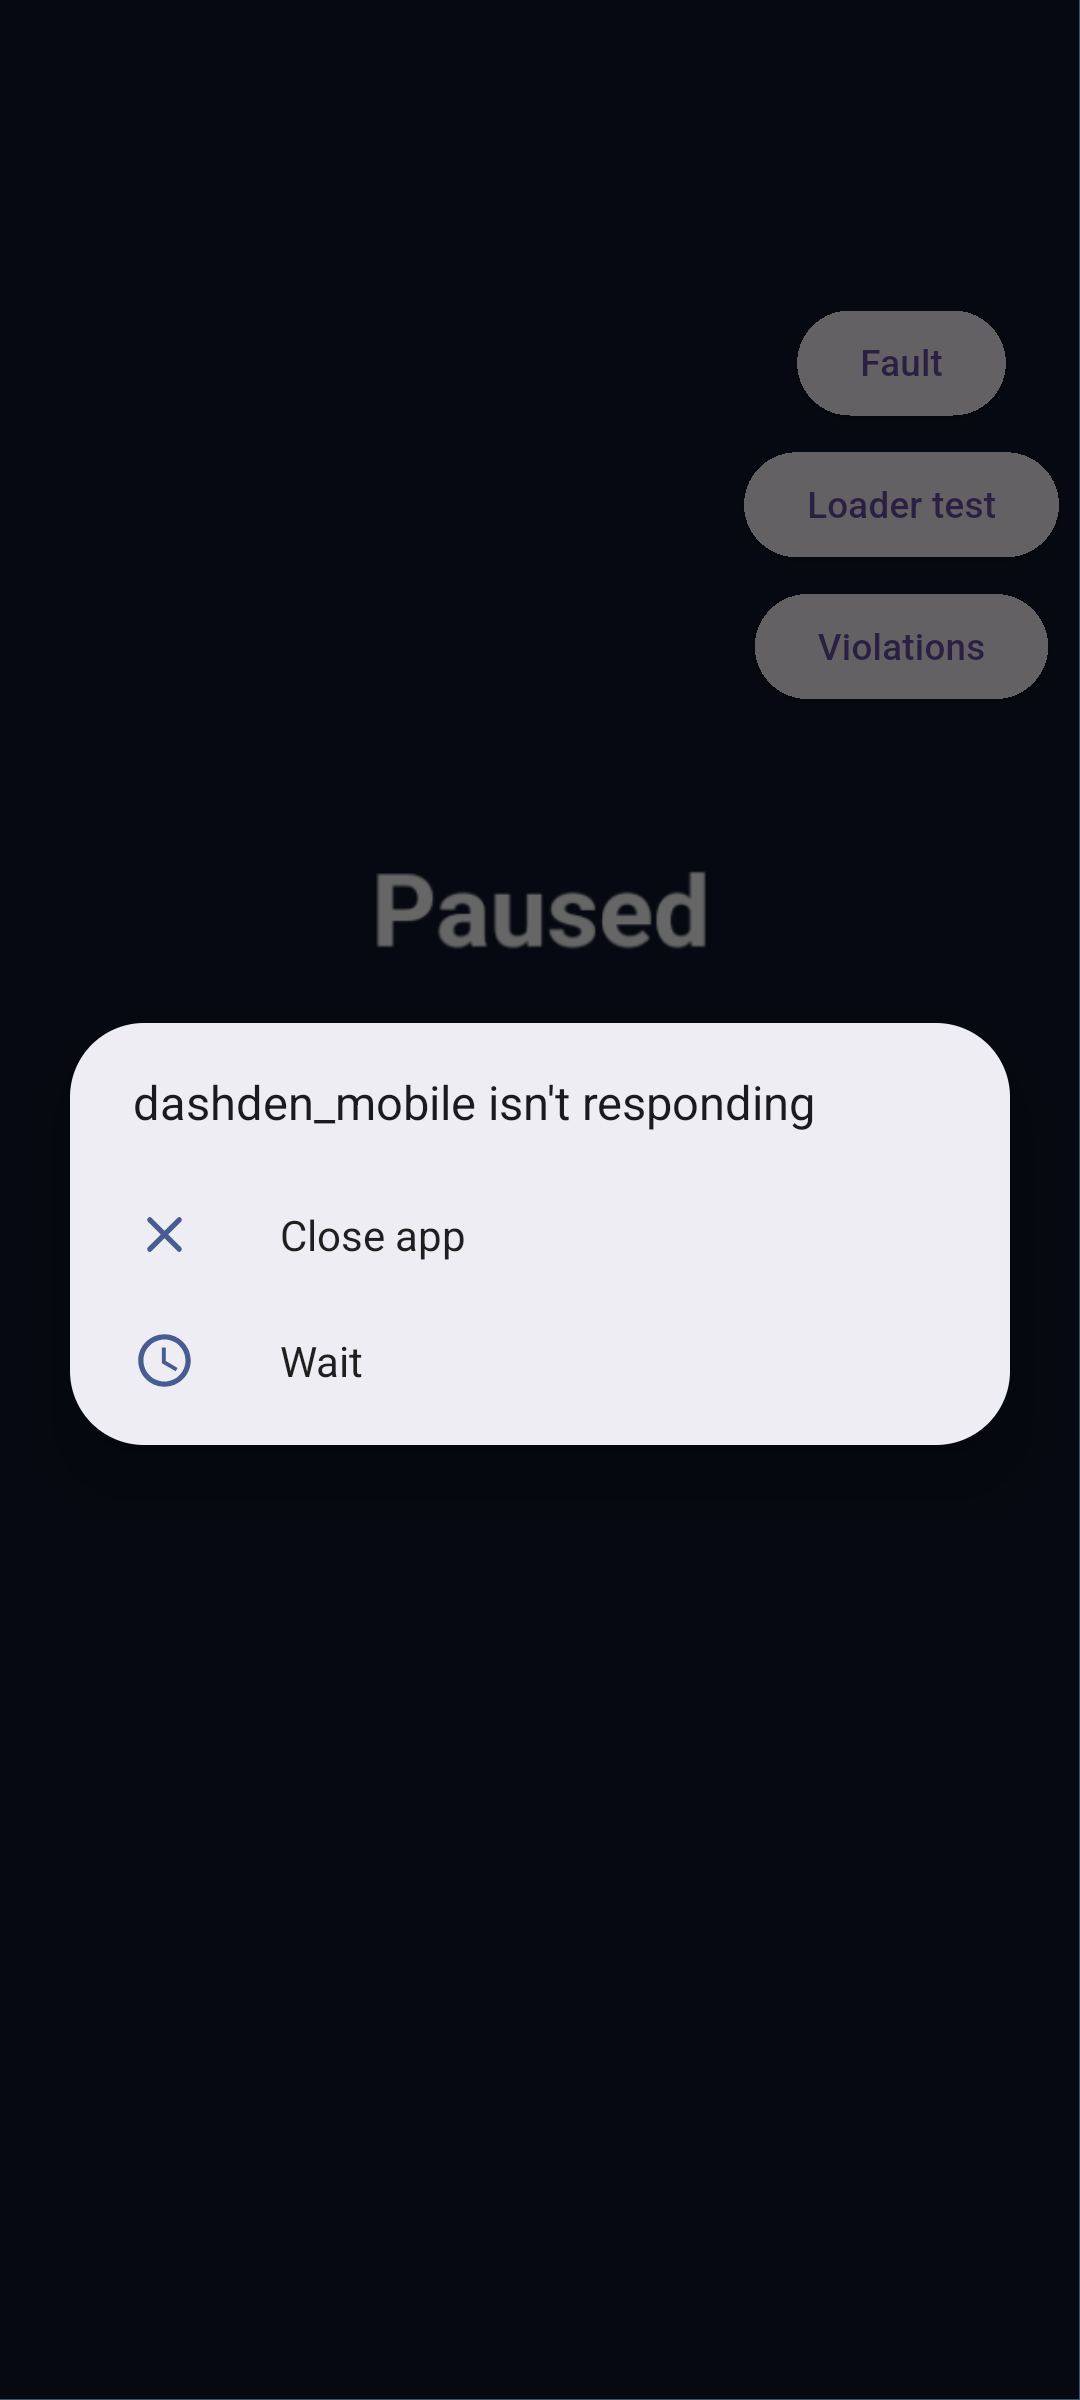 Fault
Loader test
Violations
Paused
dashden_mobile isn't responding
Close app
Wait